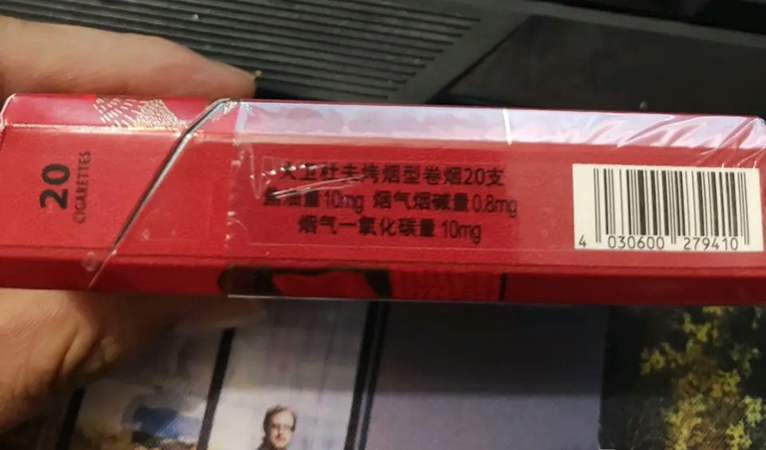 20
CIGARETTES
大卫杜夫烤烟型卷烟20支
焦油量10mg 烟气烟碱量0.8mg
烟气一氧化碳量10mg
4 030600 279410